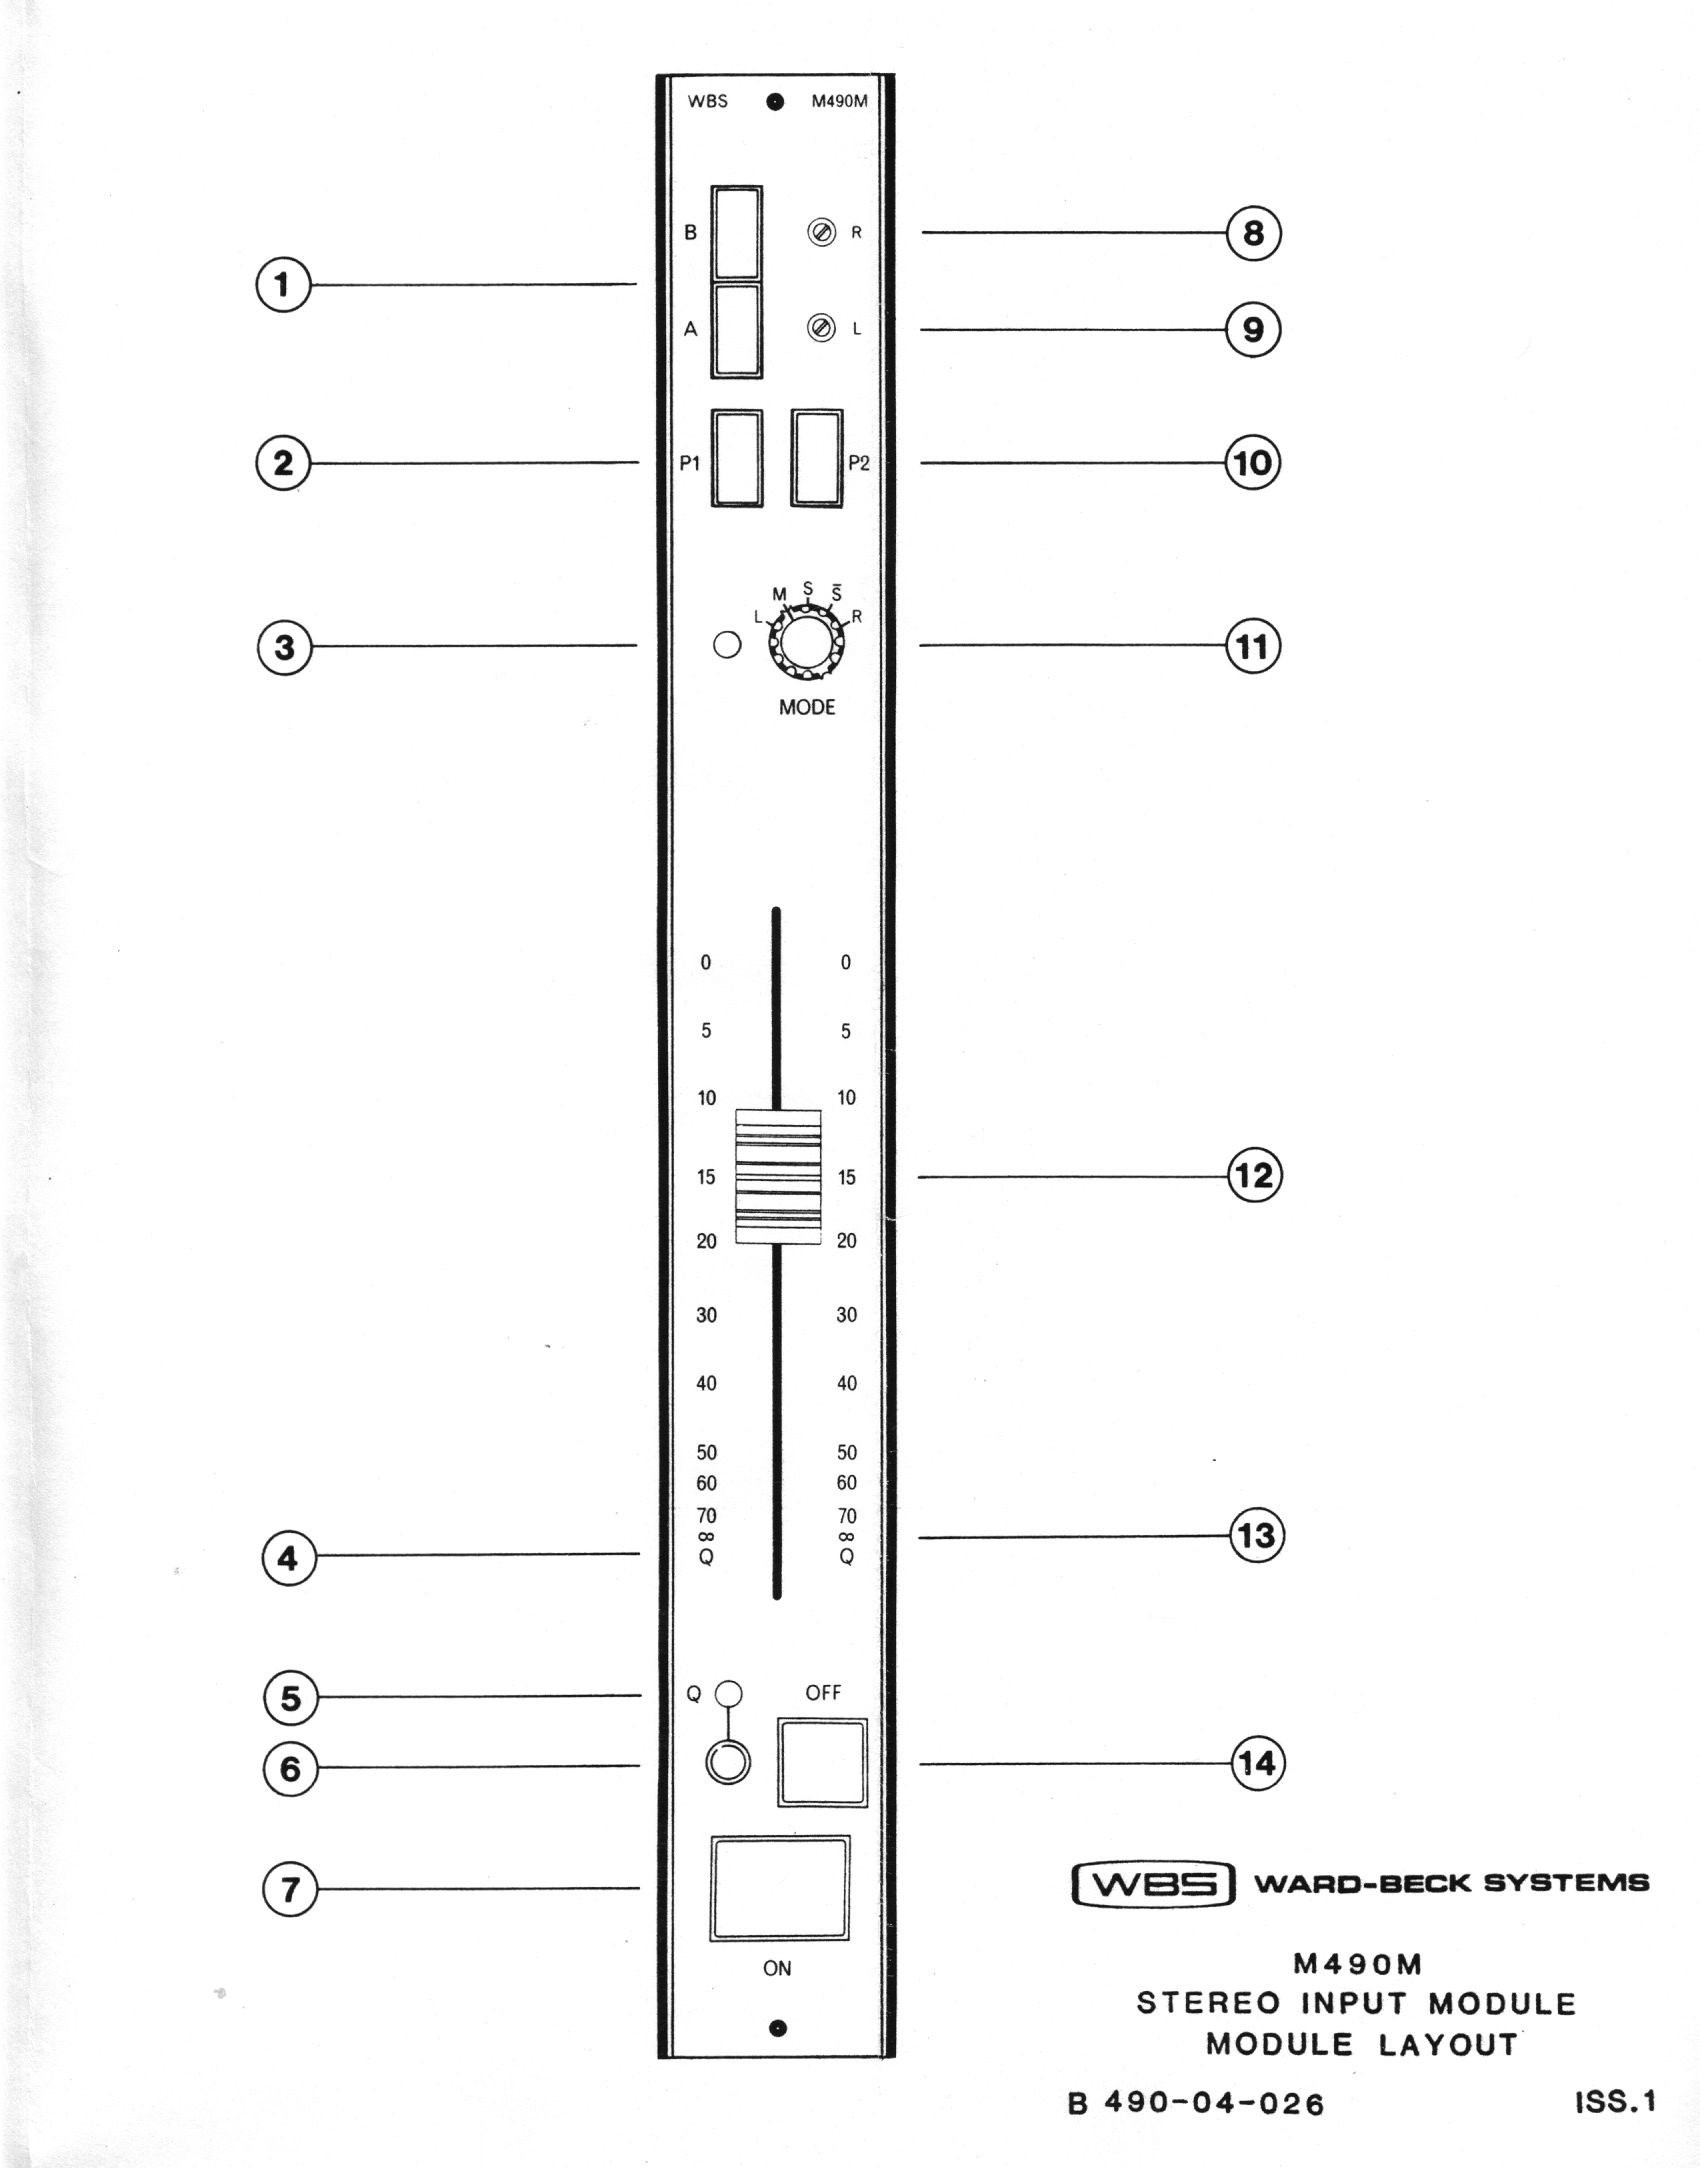 WBS M490M
B R 8
1
A L 9
2 P1 P2 10
M S S̄
L R
3 11
MODE
0 0
5 5
10 10
15 15 12
20 20
30 30
40 40
50 50
60 60
70 70
∞ ∞ 13
4 Q Q
5 Q OFF
6 14
7
ON
WBS WARD-BECK SYSTEMS
M490M
STEREO INPUT MODULE
MODULE LAYOUT
B 490-04-026 ISS.1